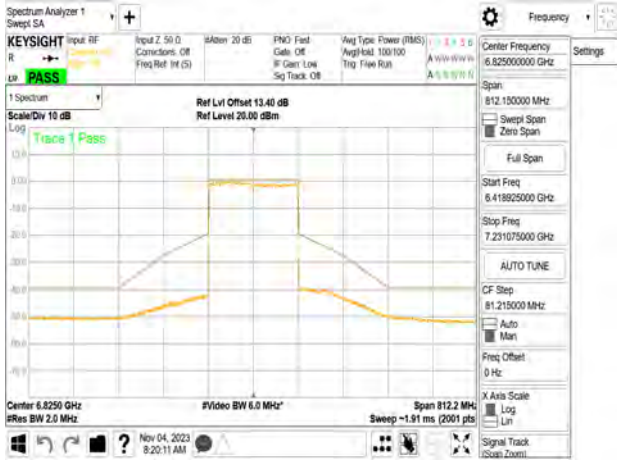 Spectrum Analyzer 1
Swept SA
Frequency
KEYSIGHT
Input: RF
Input Z: 50 Ω
#Atten: 20 dB
PNO: Fast
Avg Type: Power (RMS)
Corrections: Off
Gate: Off
Avg|Hold: 100/100
R
Freq Ref: Int (S)
IF Gain: Low
Trig: Free Run
Sig Track: Off
PASS
Center Frequency
6.825000000 GHz
Settings
Span
812.150000 MHz
Swept Span
Zero Span
Full Span
Start Freq
6.418925000 GHz
Stop Freq
7.231075000 GHz
AUTO TUNE
CF Step
81.215000 MHz
Auto
Man
Freq Offset
0 Hz
X Axis Scale
Log
Lin
Signal Track
(Span Zoom)
1 Spectrum
Ref Lvl Offset 13.40 dB
Scale/Div 10 dB
Ref Level 20.00 dBm
Log
Trace 1 Pass
Center 6.8250 GHz
#Video BW 6.0 MHz*
Span 812.2 MHz
#Res BW 2.0 MHz
Sweep ~1.91 ms (2001 pts)
?
Nov 04, 2023
8:20:11 AM